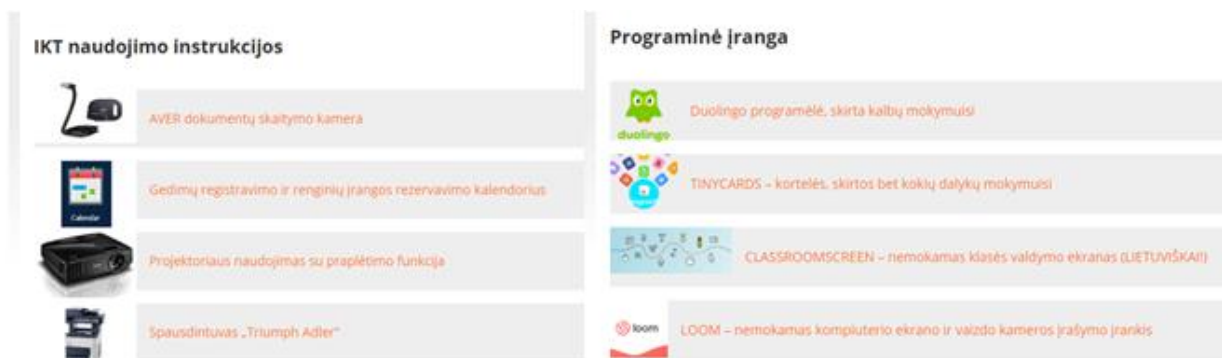 IKT naudojimo instrukcijos
AVER dokumentų skaitymo kamera
Calendar
Gedimų registravimo ir renginių įrangos rezervavimo kalendorius
Projektoriaus naudojimas su praplėtimo funkcija
Spausdintuvas „Triumph Adler“
Programinė įranga
duolingo
Duolingo programėlė, skirta kalbų mokymuisi
TINYCARDS – kortelės, skirtos bet kokių dalykų mokymuisi
CLASSROOMSCREEN – nemokamas klasės valdymo ekranas (LIETUVIŠKAI!)
loom
LOOM – nemokamas kompiuterio ekrano ir vaizdo kameros įrašymo įrankis